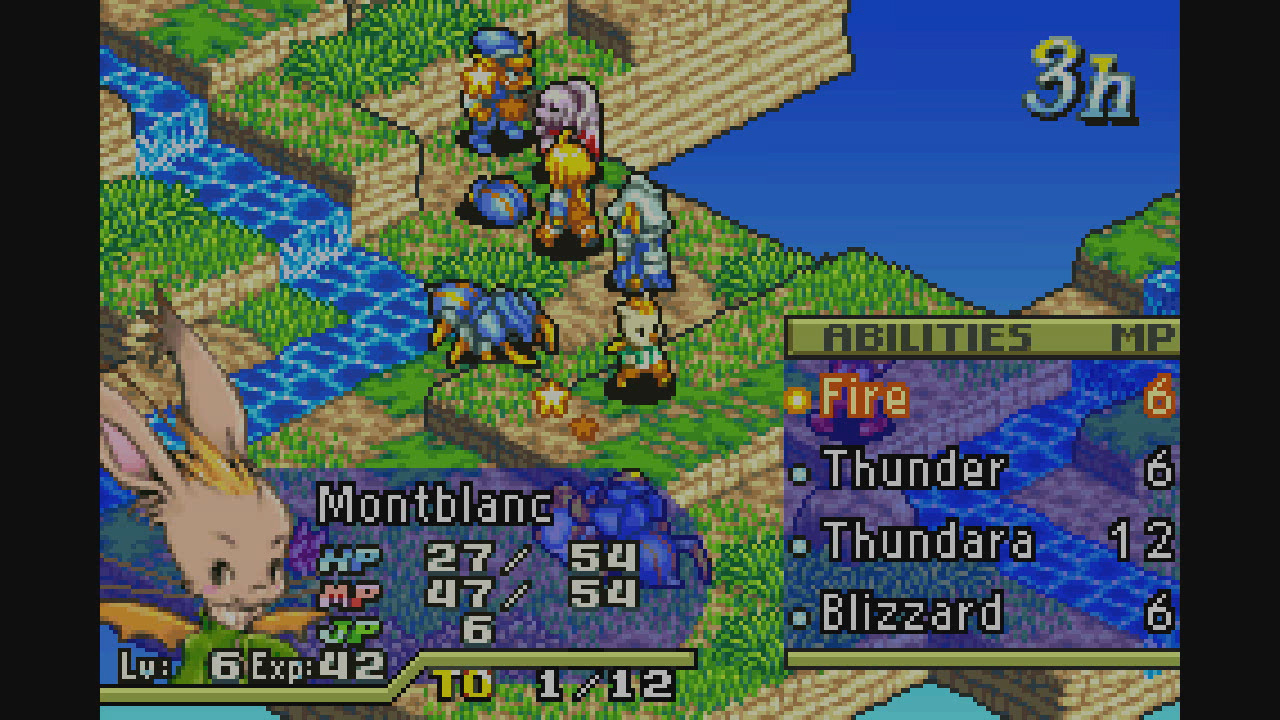 3h
ABILITIES MP
Fire 6
Thunder 6
Thundara 12
Blizzard 6
Montblanc
HP 27/ 54
MP 47/ 54
JP 6
Lv: 6 Exp:42
TO 1/12